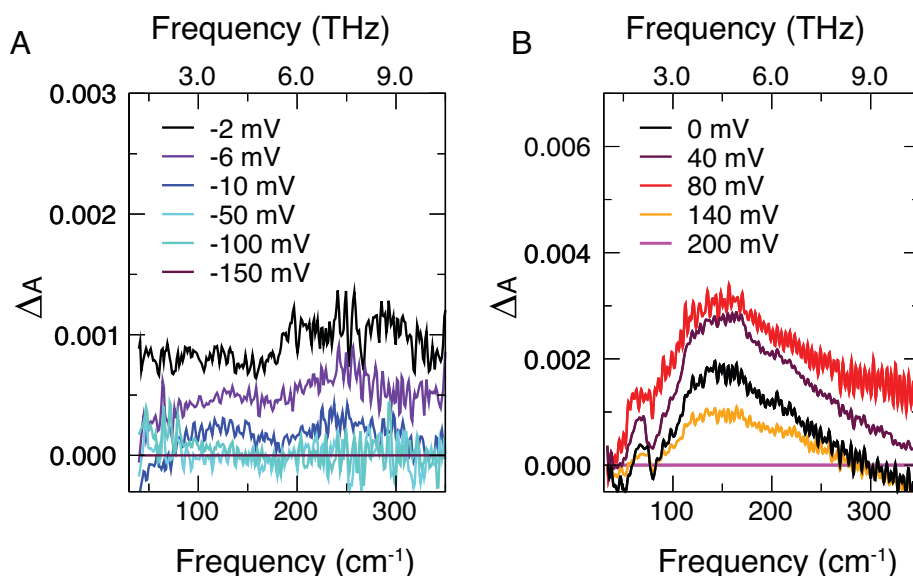 A
Frequency (THz)
3.0 6.0 9.0
0.003
0.002
0.001
0.000
ΔA
-2 mV
-6 mV
-10 mV
-50 mV
-100 mV
-150 mV
100 200 300
Frequency (cm-1)
B
Frequency (THz)
3.0 6.0 9.0
0.006
0.004
0.002
0.000
ΔA
0 mV
40 mV
80 mV
140 mV
200 mV
100 200 300
Frequency (cm-1)